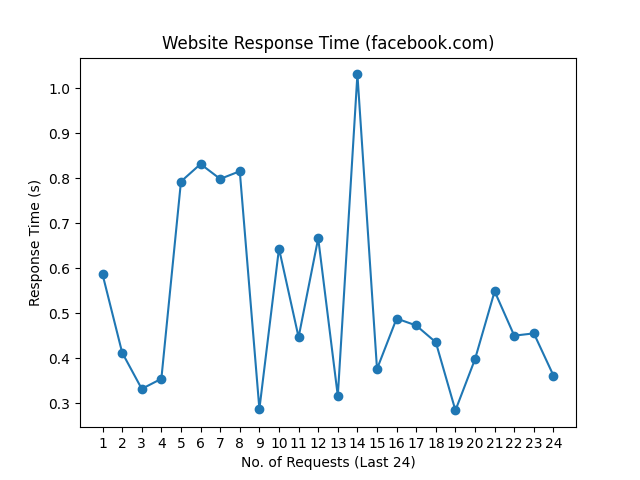 Website Response Time (facebook.com)
1.0
0.9
0.8
0.7
0.6
0.5
0.4
0.3
Response Time (s)
1 2 3 4 5 6 7 8 9 10 11 12 13 14 15 16 17 18 19 20 21 22 23 24
No. of Requests (Last 24)